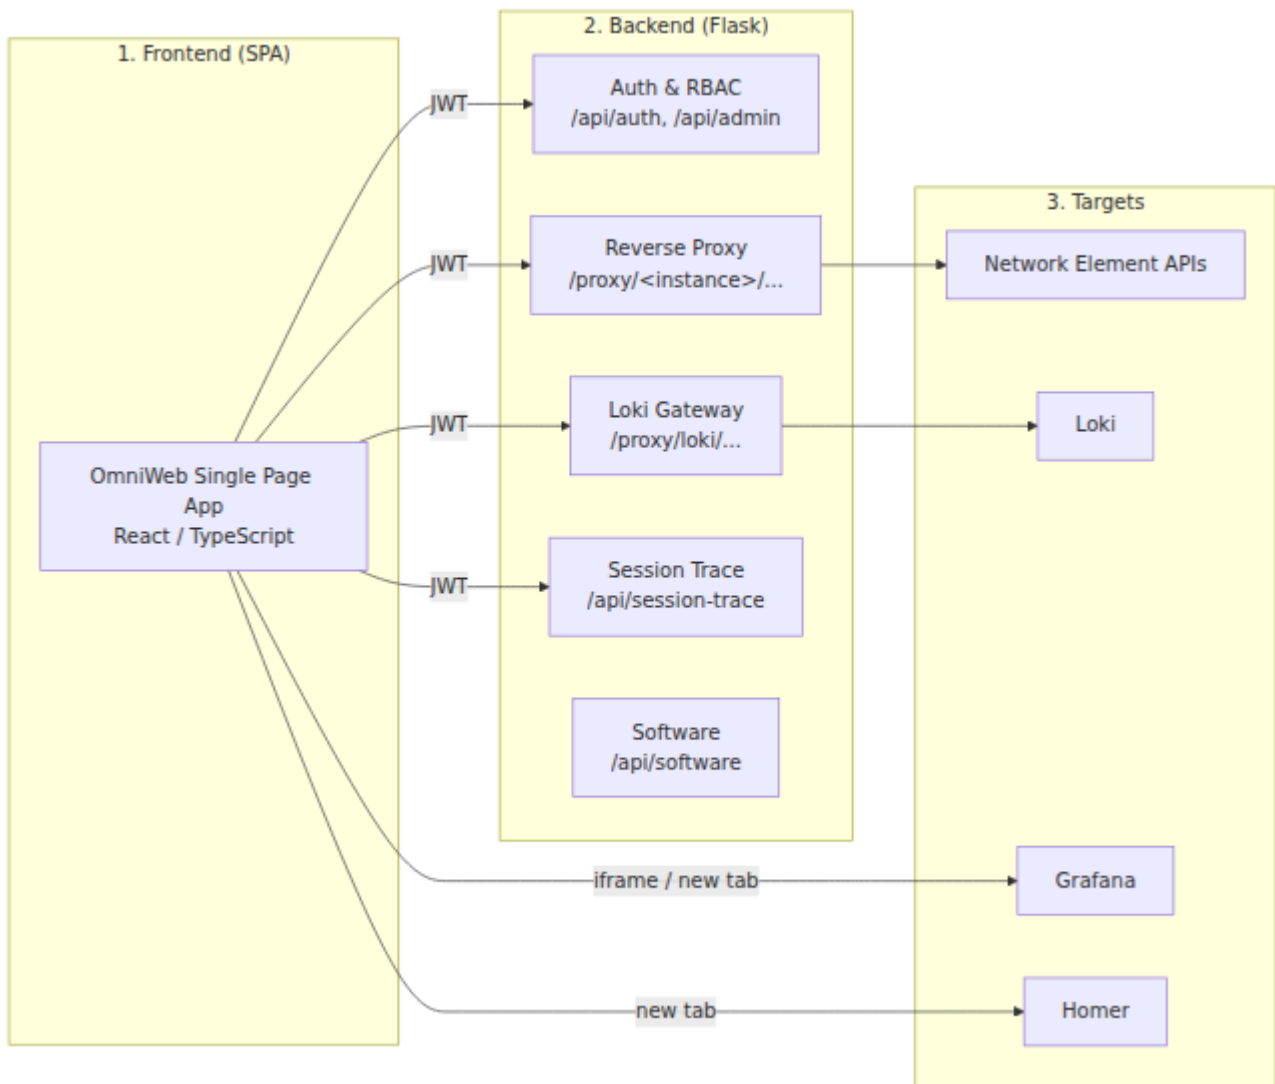 1. Frontend (SPA)
OmniWeb Single Page
App
React / TypeScript
JWT
JWT
JWT
JWT
iframe / new tab
new tab
2. Backend (Flask)
Auth & RBAC
/api/auth, /api/admin
Reverse Proxy
/proxy/<instance>/...
Loki Gateway
/proxy/loki/...
Session Trace
/api/session-trace
Software
/api/software
3. Targets
Network Element APIs
Loki
Grafana
Homer